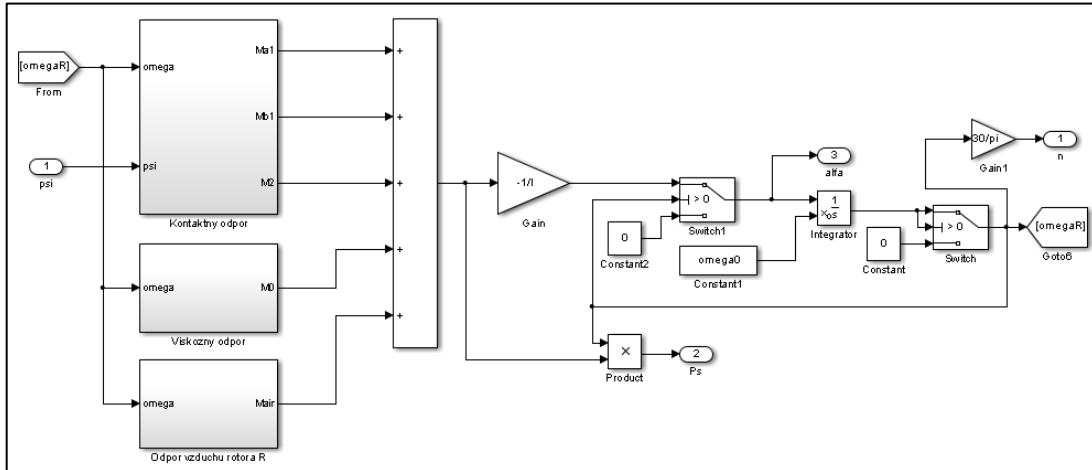 [omegaR]
From
1
psi
omega
psi
Ma1
Mb1
M2
Kontaktny odpor
omega
M0
Viskozny odpor
omega
Mair
Odpor vzduchu rotora R
+
+
+
+
+
-1/I
Gain
> 0
Switch1
0
Constant2
omega0
Constant1
3
alfa
1
s
xo
Integrator
0
Constant
> 0
Switch
30/pi
Gain1
1
n
[omegaR]
Goto6
×
Product
2
Ps